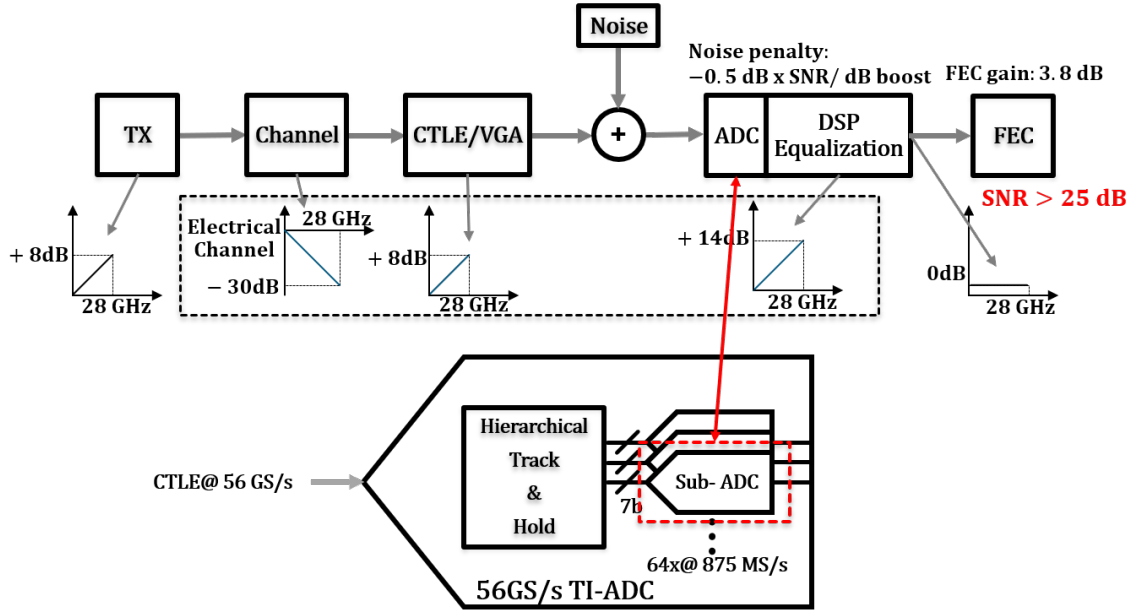 Noise
Noise penalty:
−0.5 dB x SNR/ dB boost
FEC gain: 3.8 dB
TX
Channel
CTLE/VGA
+
ADC
DSP
Equalization
FEC
SNR > 25 dB
+ 8dB
28 GHz
Electrical
Channel
28 GHz
− 30dB
+ 8dB
28 GHz
+ 14dB
28 GHz
0dB
28 GHz
Hierarchical
Track
&
Hold
CTLE@ 56 GS/s
7b
Sub- ADC
64x@ 875 MS/s
56GS/s TI-ADC